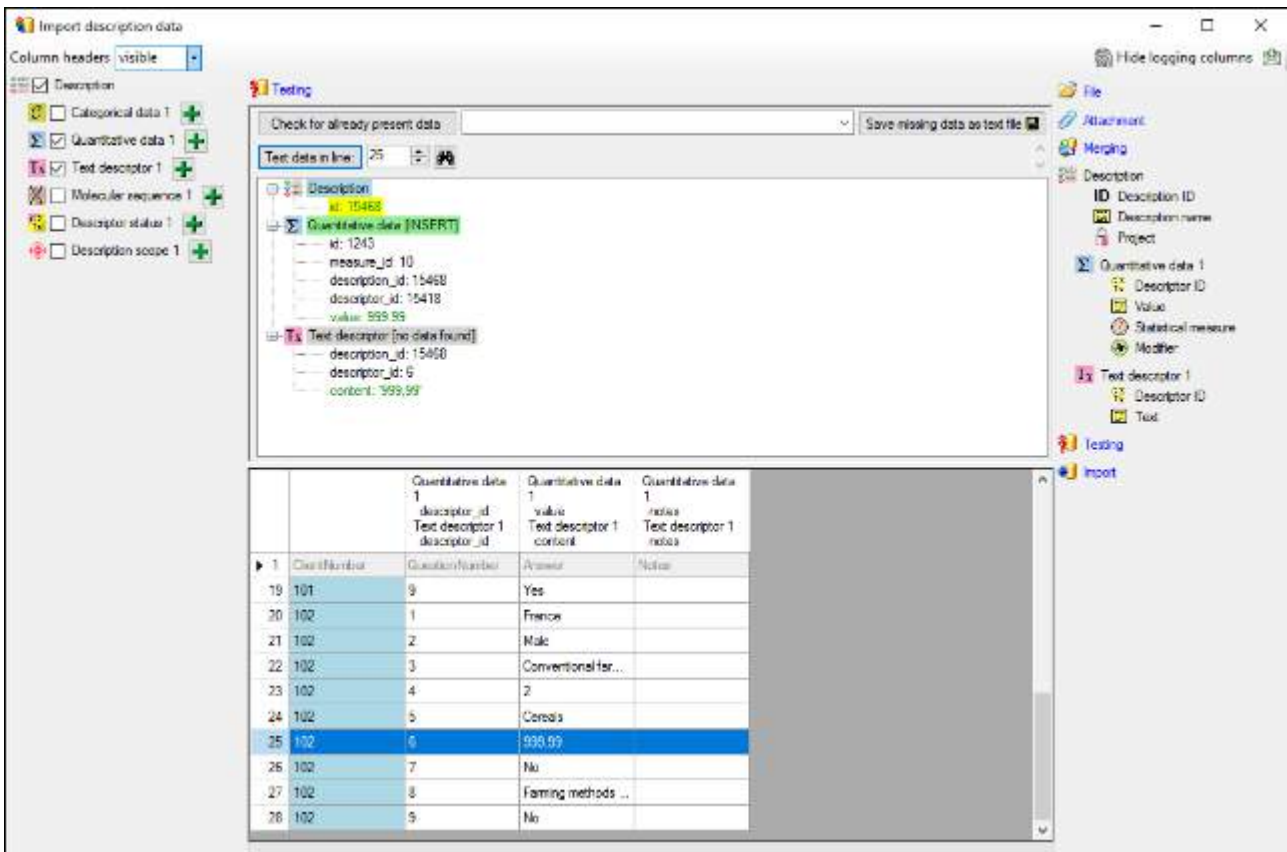 Import description data
Column headers visible
Hide logging columns
Description
Categorical data 1
Quantitative data 1
Text descriptor 1
Molecular sequence 1
Descriptor status 1
Description scope 1
Testing
Check for already present data
Save missing data as text file
Test data in line: 25
Description
id: 15468
Quantitative data [INSERT]
id: 1243
measure_id: 10
description_id: 15468
descriptor_id: 15418
value: 999.99
Text descriptor [no data found]
description_id: 15468
descriptor_id: 6
content: '999,99'
File
Attachment
Merging
Description
ID Description ID
Description name
Project
Quantitative data 1
Descriptor ID
Value
Statistical measure
Modifier
Text descriptor 1
Descriptor ID
Text
Testing
Import
Quantitative data 1 descriptor_id Text descriptor 1 descriptor_id
Quantitative data 1 value Text descriptor 1 content
Quantitative data 1 notes Text descriptor 1 notes
1 ClientNumber QuestionNumber Answer Notes
19 101 9 Yes
20 102 1 France
21 102 2 Male
22 102 3 Conventional far...
23 102 4 2
24 102 5 Cereals
25 102 6 999,99
26 102 7 No
27 102 8 Farming methods ...
28 102 9 No